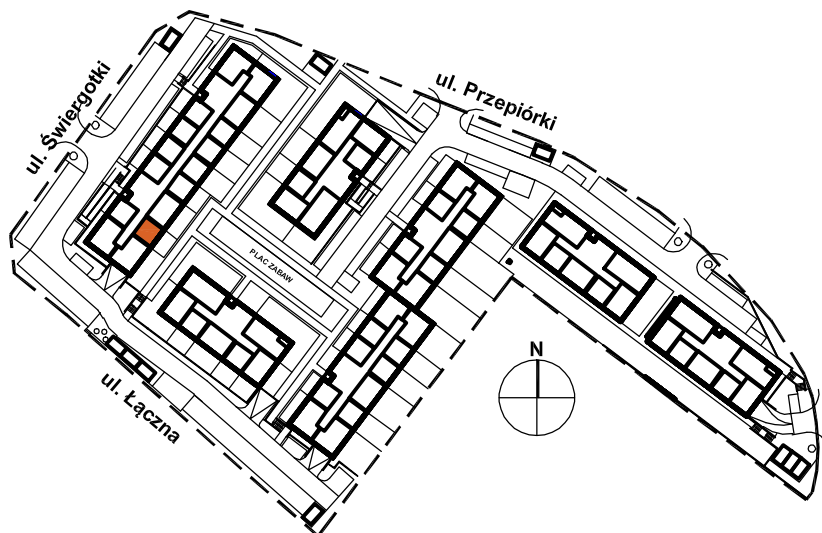 ul. Świergotki
ul. Przepiórki
PLAC ZABAW
N
ul. Łączna